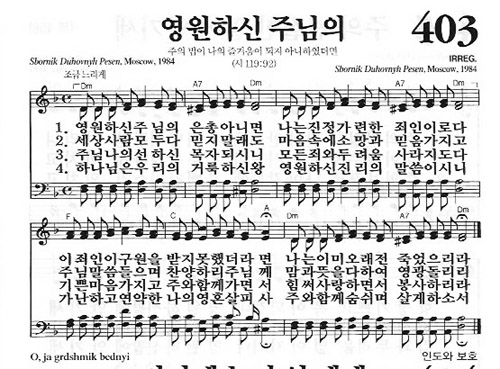 영원하신 주님의
403
주의 법이 나의 즐거움이 되지 아니하였더면
(시 119:92)
IRREG.
Sbornik Duhovnyh Pesen, Moscow, 1984
Sbornik Duhovnyh Pesen, Moscow, 1984
조금 느리게
Dm A7 Dm A7 Dm
1. 영원하신주 님의 은총아니면 나는진정가 련한 죄인이로다
2. 세상사람모 두다 믿지말래도 마음속에소 망과 믿음가지고
3. 주님나의선 하신 목자되시니 모든죄와두 려움 사라지도다
4. 하나님은우 리의 거룩하신왕 영원하신진 리의 말씀이시니
F C A Dm A7 Dm
이 죄인이구원을 받지못했더라 면 나는이미오래전 죽었으리라
주님말씀들으며 찬양하리주님 께 맘과뜻을다하여 영광돌리리
기쁜마음가지고 주와함께가면 서 힘써사랑하면서 봉사하리라
가난하고연약한 나의영혼살피 사 주와함께숨쉬며 살게하소서
O, ja grdshmik bednyi
인도와 보호